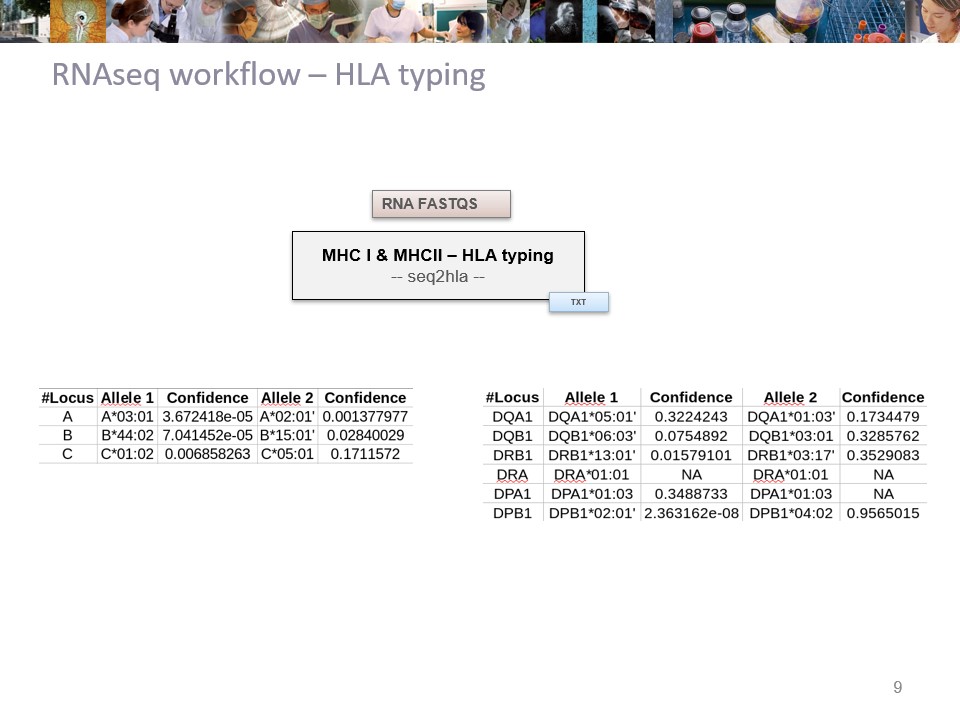 RNAseq workflow – HLA typing
RNA FASTQS
MHC I & MHCII – HLA typing
-- seq2hla --
TXT
#Locus Allele 1 Confidence Allele 2 Confidence
A A*03:01 3.672418e-05 A*02:01' 0.001377977
B B*44:02 7.041452e-05 B*15:01' 0.02840029
C C*01:02 0.006858263 C*05:01 0.1711572
#Locus Allele 1 Confidence Allele 2 Confidence
DQA1 DQA1*05:01' 0.3224243 DQA1*01:03' 0.1734479
DQB1 DQB1*06:03' 0.0754892 DQB1*03:01 0.3285762
DRB1 DRB1*13:01' 0.01579101 DRB1*03:17' 0.3529083
DRA DRA*01:01 NA DRA*01:01 NA
DPA1 DPA1*01:03 0.3488733 DPA1*01:03 NA
DPB1 DPB1*02:01' 2.363162e-08 DPB1*04:02 0.9565015
9